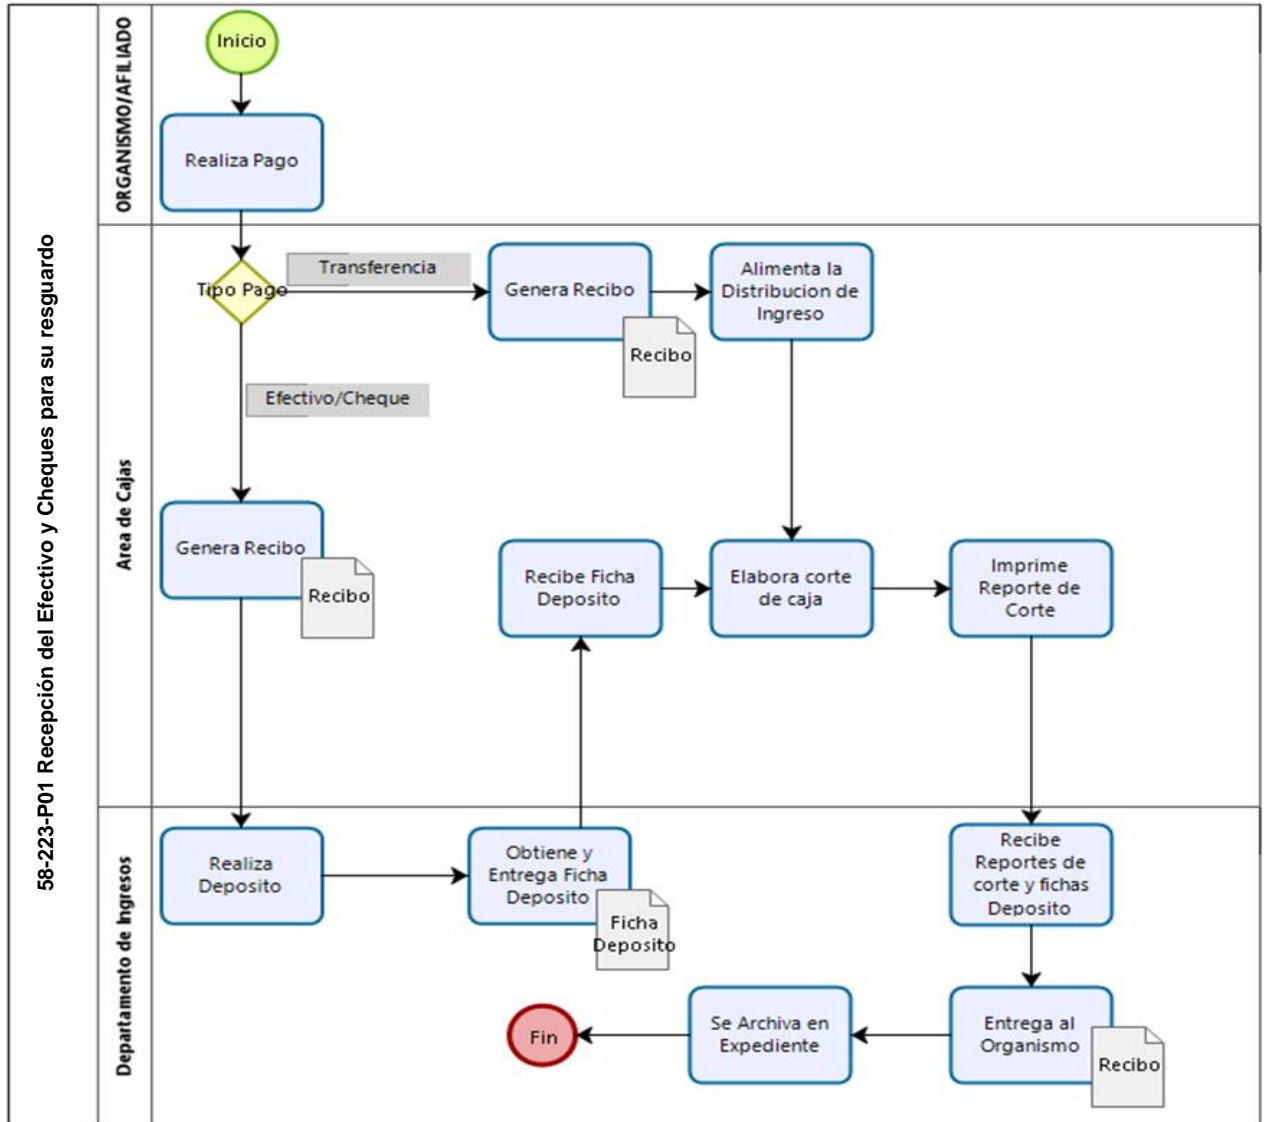 58-223-P01 Recepción del Efectivo y Cheques para su resguardo
ORGANISMO/AFILIADO
Inicio
Realiza Pago
Area de Cajas
Tipo Pago
Transferencia
Genera Recibo
Recibo
Alimenta la
Distribucion de
Ingreso
Efectivo/Cheque
Genera Recibo
Recibo
Recibe Ficha
Deposito
Elabora corte
de caja
Imprime
Reporte de
Corte
Departamento de Ingresos
Realiza
Deposito
Obtiene y
Entrega Ficha
Deposito
Ficha
Deposito
Recibe
Reportes de
corte y fichas
Deposito
Entrega al
Organismo
Recibo
Se Archiva en
Expediente
Fin